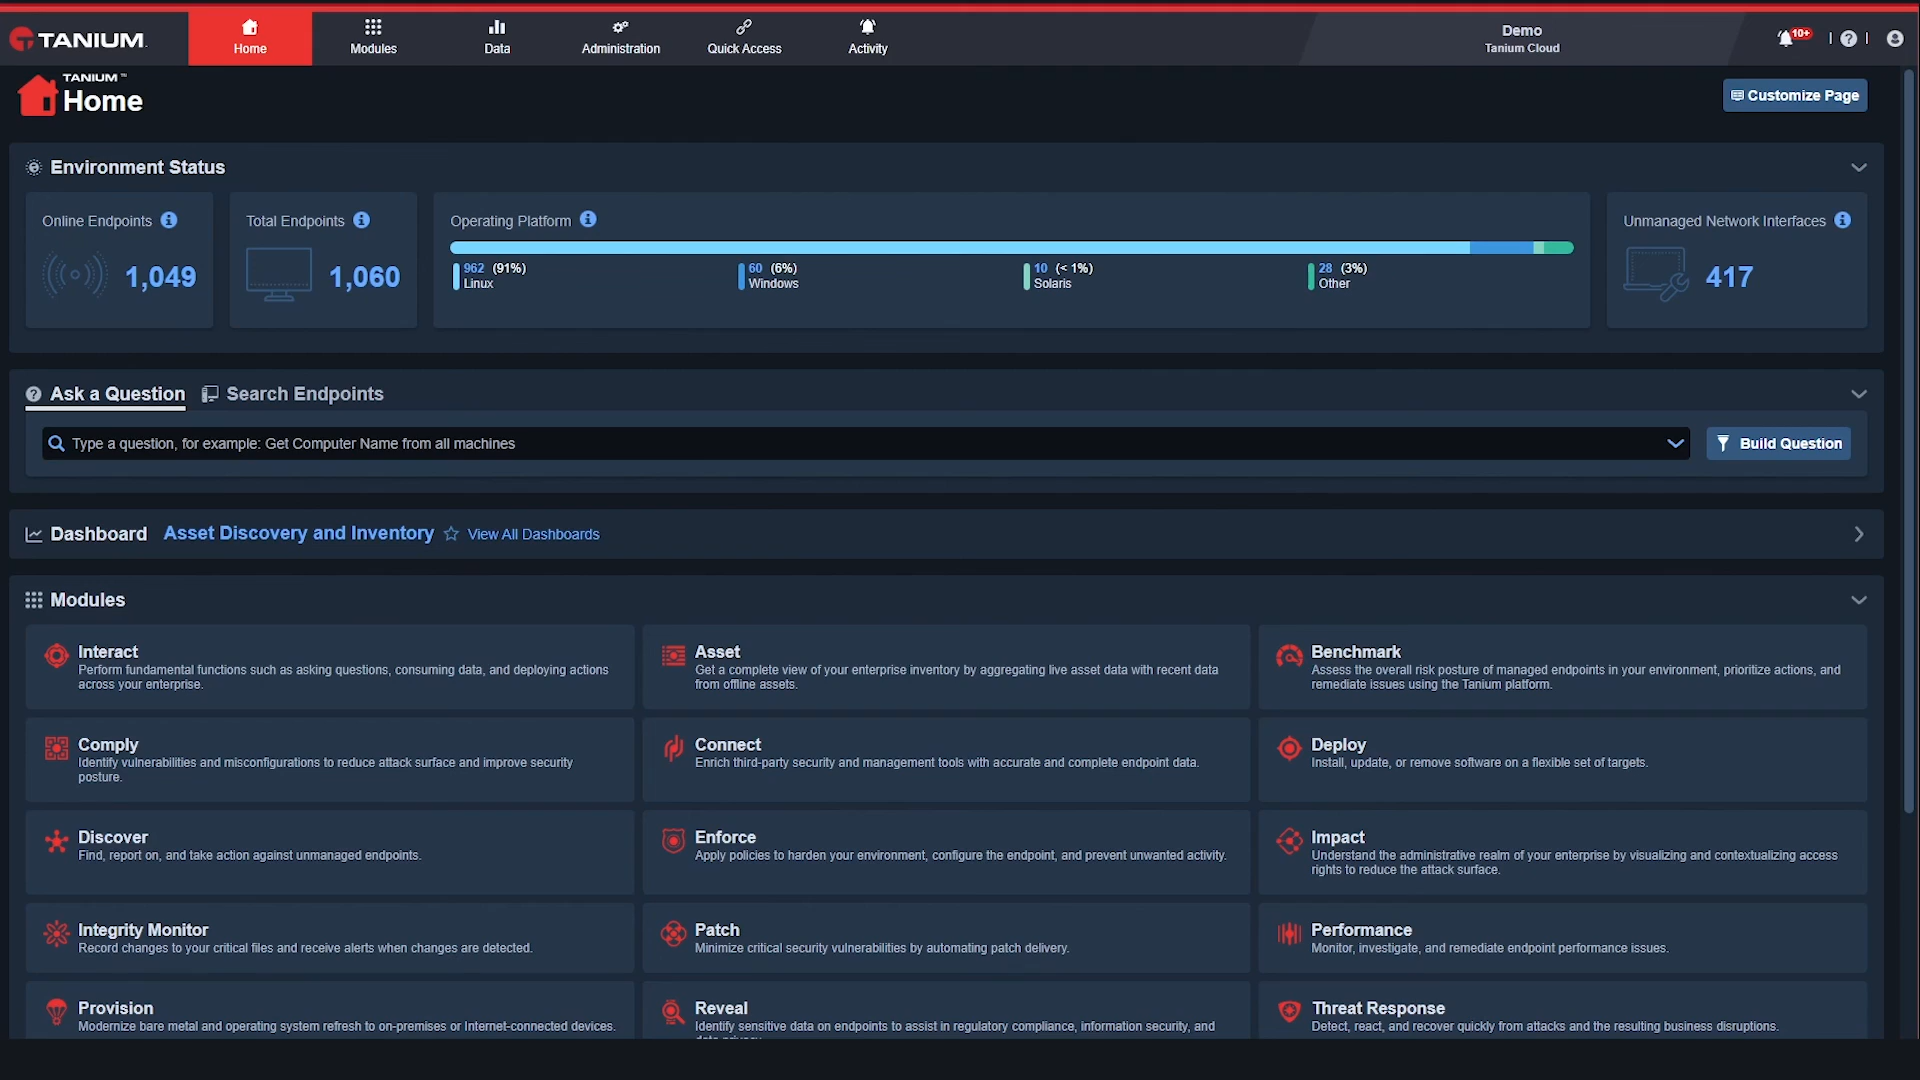 TANIUM
Home
Modules
Data
Administration
Quick Access
Activity
Demo
Tanium Cloud
10+
TANIUM™
Home
Customize Page
Environment Status
Online Endpoints
1,049
Total Endpoints
1,060
Operating Platform
962 (91%)
Linux
60 (6%)
Windows
10 (< 1%)
Solaris
28 (3%)
Other
Unmanaged Network Interfaces
417
Ask a Question
Search Endpoints
Type a question, for example: Get Computer Name from all machines
Build Question
Dashboard Asset Discovery and Inventory View All Dashboards
Modules
Interact
Perform fundamental functions such as asking questions, consuming data, and deploying actions
across your enterprise.
Asset
Get a complete view of your enterprise inventory by aggregating live asset data with recent data
from offline assets.
Benchmark
Assess the overall risk posture of managed endpoints in your environment, prioritize actions, and
remediate issues using the Tanium platform.
Comply
Identify vulnerabilities and misconfigurations to reduce attack surface and improve security
posture.
Connect
Enrich third-party security and management tools with accurate and complete endpoint data.
Deploy
Install, update, or remove software on a flexible set of targets.
Discover
Find, report on, and take action against unmanaged endpoints.
Enforce
Apply policies to harden your environment, configure the endpoint, and prevent unwanted activity.
Impact
Understand the administrative realm of your enterprise by visualizing and contextualizing access
rights to reduce the attack surface.
Integrity Monitor
Record changes to your critical files and receive alerts when changes are detected.
Patch
Minimize critical security vulnerabilities by automating patch delivery.
Performance
Monitor, investigate, and remediate endpoint performance issues.
Provision
Modernize bare metal and operating system refresh to on-premises or Internet-connected devices.
Reveal
Identify sensitive data on endpoints to assist in regulatory compliance, information security, and
Threat Response
Detect, react, and recover quickly from attacks and the resulting business disruptions.